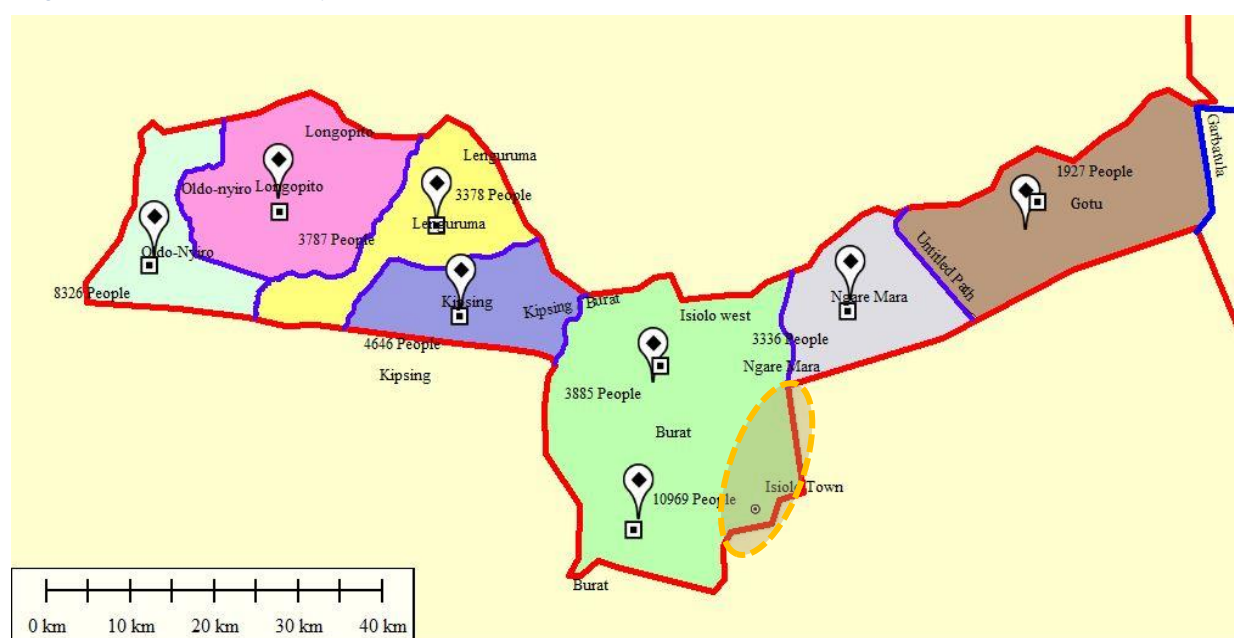 Longopito
Garbatula
Lenguruma
1927 People
Oldo-nyiro
Longopito
3378 People
Gotu
Lenguruma
3787 People
Untitled Path
Oldo-Nyiro
8326 People
Kipsing
Kipsing
Burat
Isiolo west
Ngare Mara
4646 People
3336 People
Kipsing
Ngare Mara
3885 People
Burat
10969 People
Isiolo Town
Burat
0 km 10 km 20 km 30 km 40 km